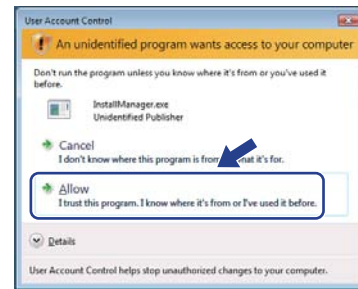 User Account Control
An unidentified program wants access to your computer
Don't run the program unless you know where it's from or you've used it
before.
InstallManager.exe
Unidentified Publisher
Cancel
I don't know where this program is from what it's for.
Allow
I trust this program. I know where it's from or I've used it before.
Details
User Account Control helps stop unauthorized changes to your computer.